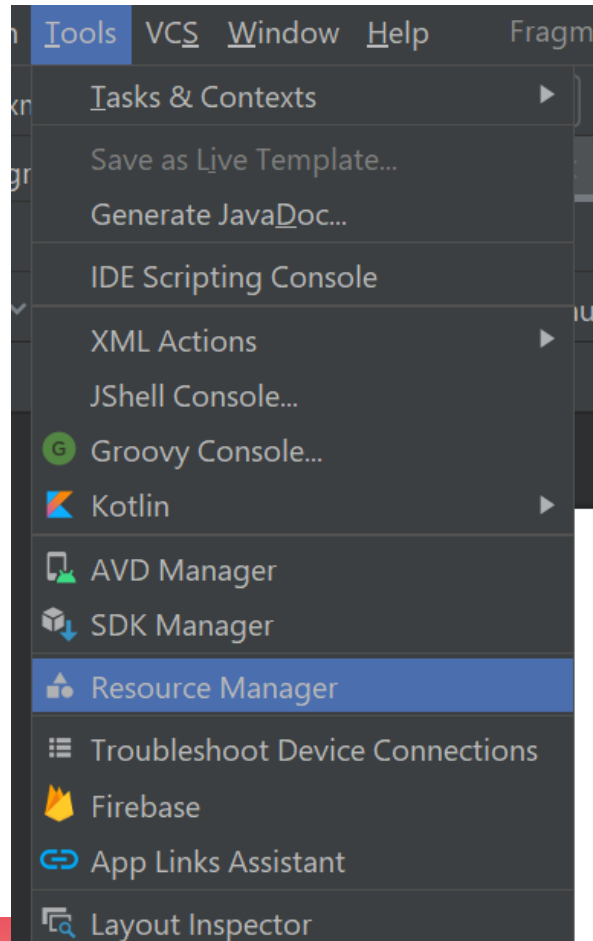 Tools VCS Window Help Fragm
Tasks & Contexts
Save as Live Template...
Generate JavaDoc...
IDE Scripting Console
XML Actions
JShell Console...
G Groovy Console...
Kotlin
AVD Manager
SDK Manager
Resource Manager
Troubleshoot Device Connections
Firebase
App Links Assistant
Layout Inspector